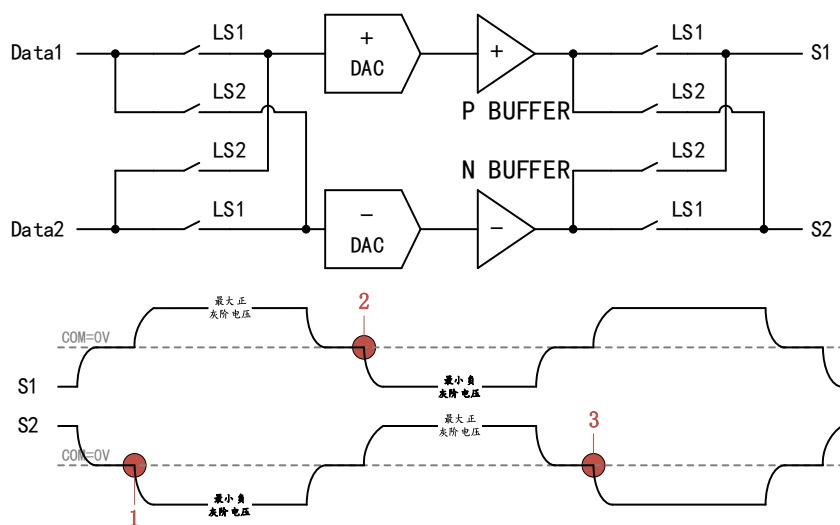 LS1
LS1
Data1
+
DAC
+
S1
LS2
LS2
P BUFFER
LS2
N BUFFER
LS2
LS1
LS1
Data2
−
DAC
-
S2
最大正
灰阶电压
2
COM=0V
S1
最小负
灰阶电压
S2
最大正
灰阶电压
3
COM=0V
最小负
灰阶电压
1